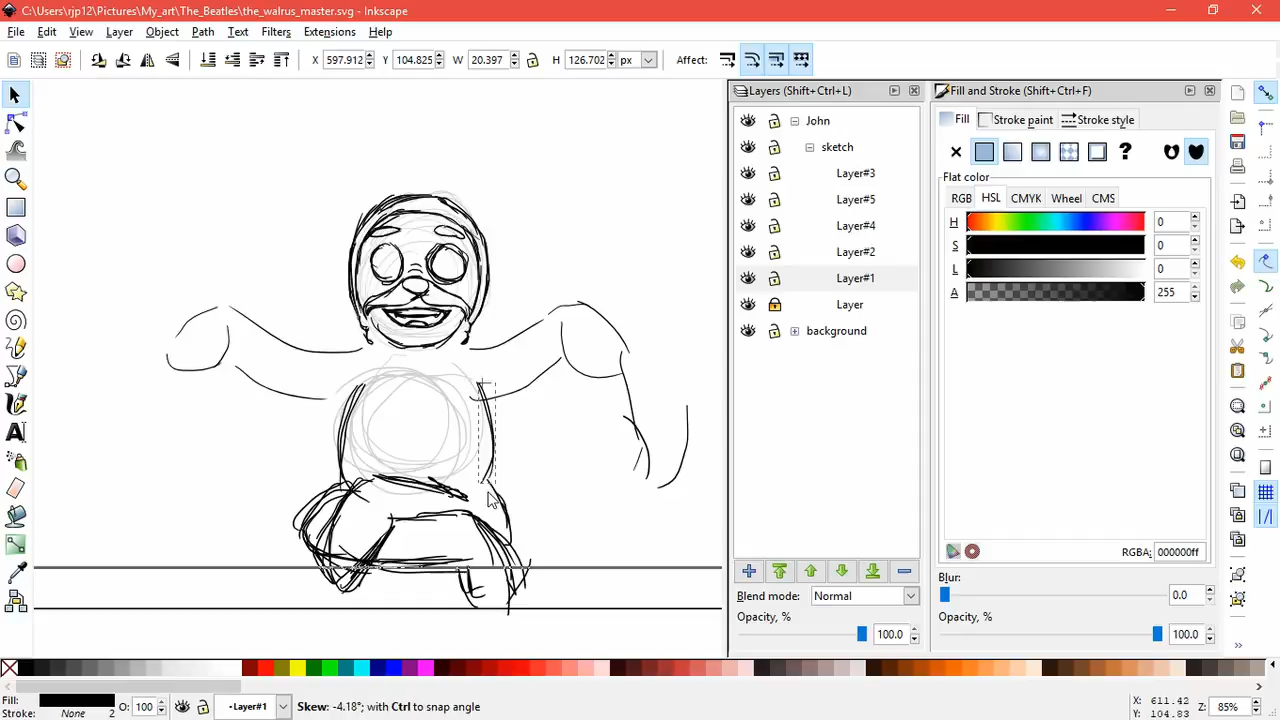 C:\Users\rjp12\Pictures\My_art\The_Beatles\the_walrus_master.svg - Inkscape
File Edit View Layer Object Path Text Filters Extensions Help
X 597.912 Y 104.825 W 20.397 H 126.702 px Affect:
Layers (Shift+Ctrl+L)
John
sketch
Layer#3
Layer#5
Layer#4
Layer#2
Layer#1
Layer
background
Blend mode: Normal
Opacity, % 
100.0
Fill and Stroke (Shift+Ctrl+F)
Fill Stroke paint Stroke style
?
Flat color
RGB HSL CMYK Wheel CMS
H 0
S 0
L 0
A 255
RGBA: 000000ff
Blur:
0.0
Opacity, %
100.0
Fill: O: 100 Layer#1 Skew: -4.18°; with Ctrl to snap angle X: 611.42 Z: 85%
Stroke: None 2 Y: 104.83